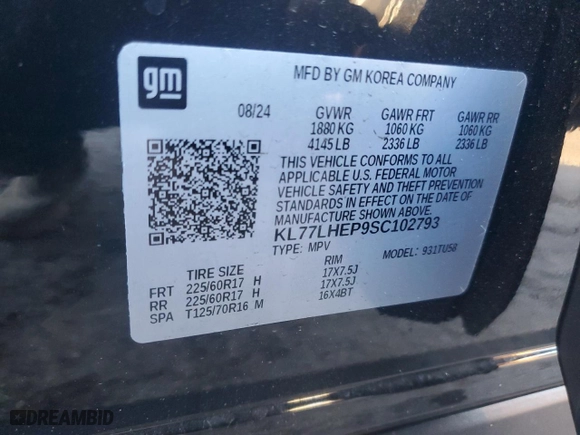 gm
MFD BY GM KOREA COMPANY
08/24 GVWR GAWR FRT GAWR RR
1880 KG 1060 KG 1060 KG
4145 LB 2336 LB 2336 LB
THIS VEHICLE CONFORMS TO ALL
APPLICABLE U.S. FEDERAL MOTOR
VEHICLE SAFETY AND THEFT PREVENTION
STANDARDS IN EFFECT ON THE DATE OF
MANUFACTURE SHOWN ABOVE.
KL77LHEP9SC102793
TYPE: MPV MODEL: 931TU58
TIRE SIZE RIM
FRT 225/60R17 H 17X7.5J
RR 225/60R17 H 17X7.5J
SPA T125/70R16 M 16X4BT
DREAMBID